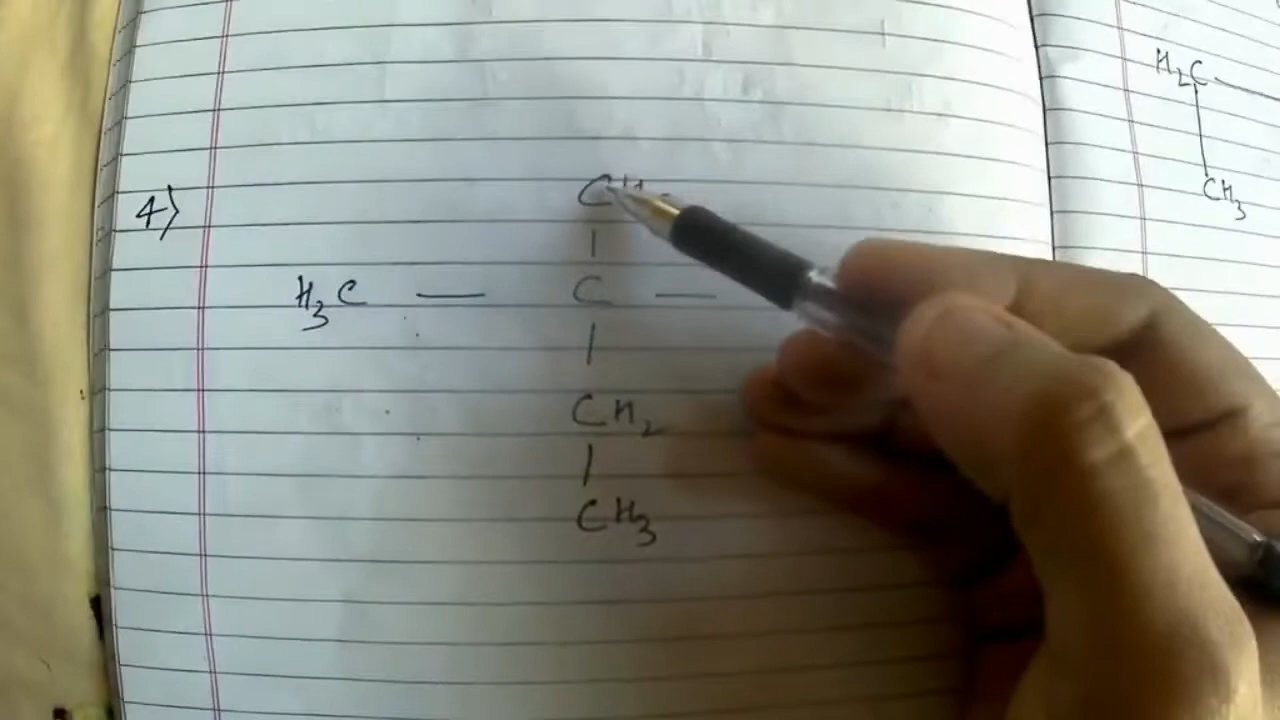 4)
H₃C — C —
|
CH₂
|
CH₃
H₂C —
|
CH₃